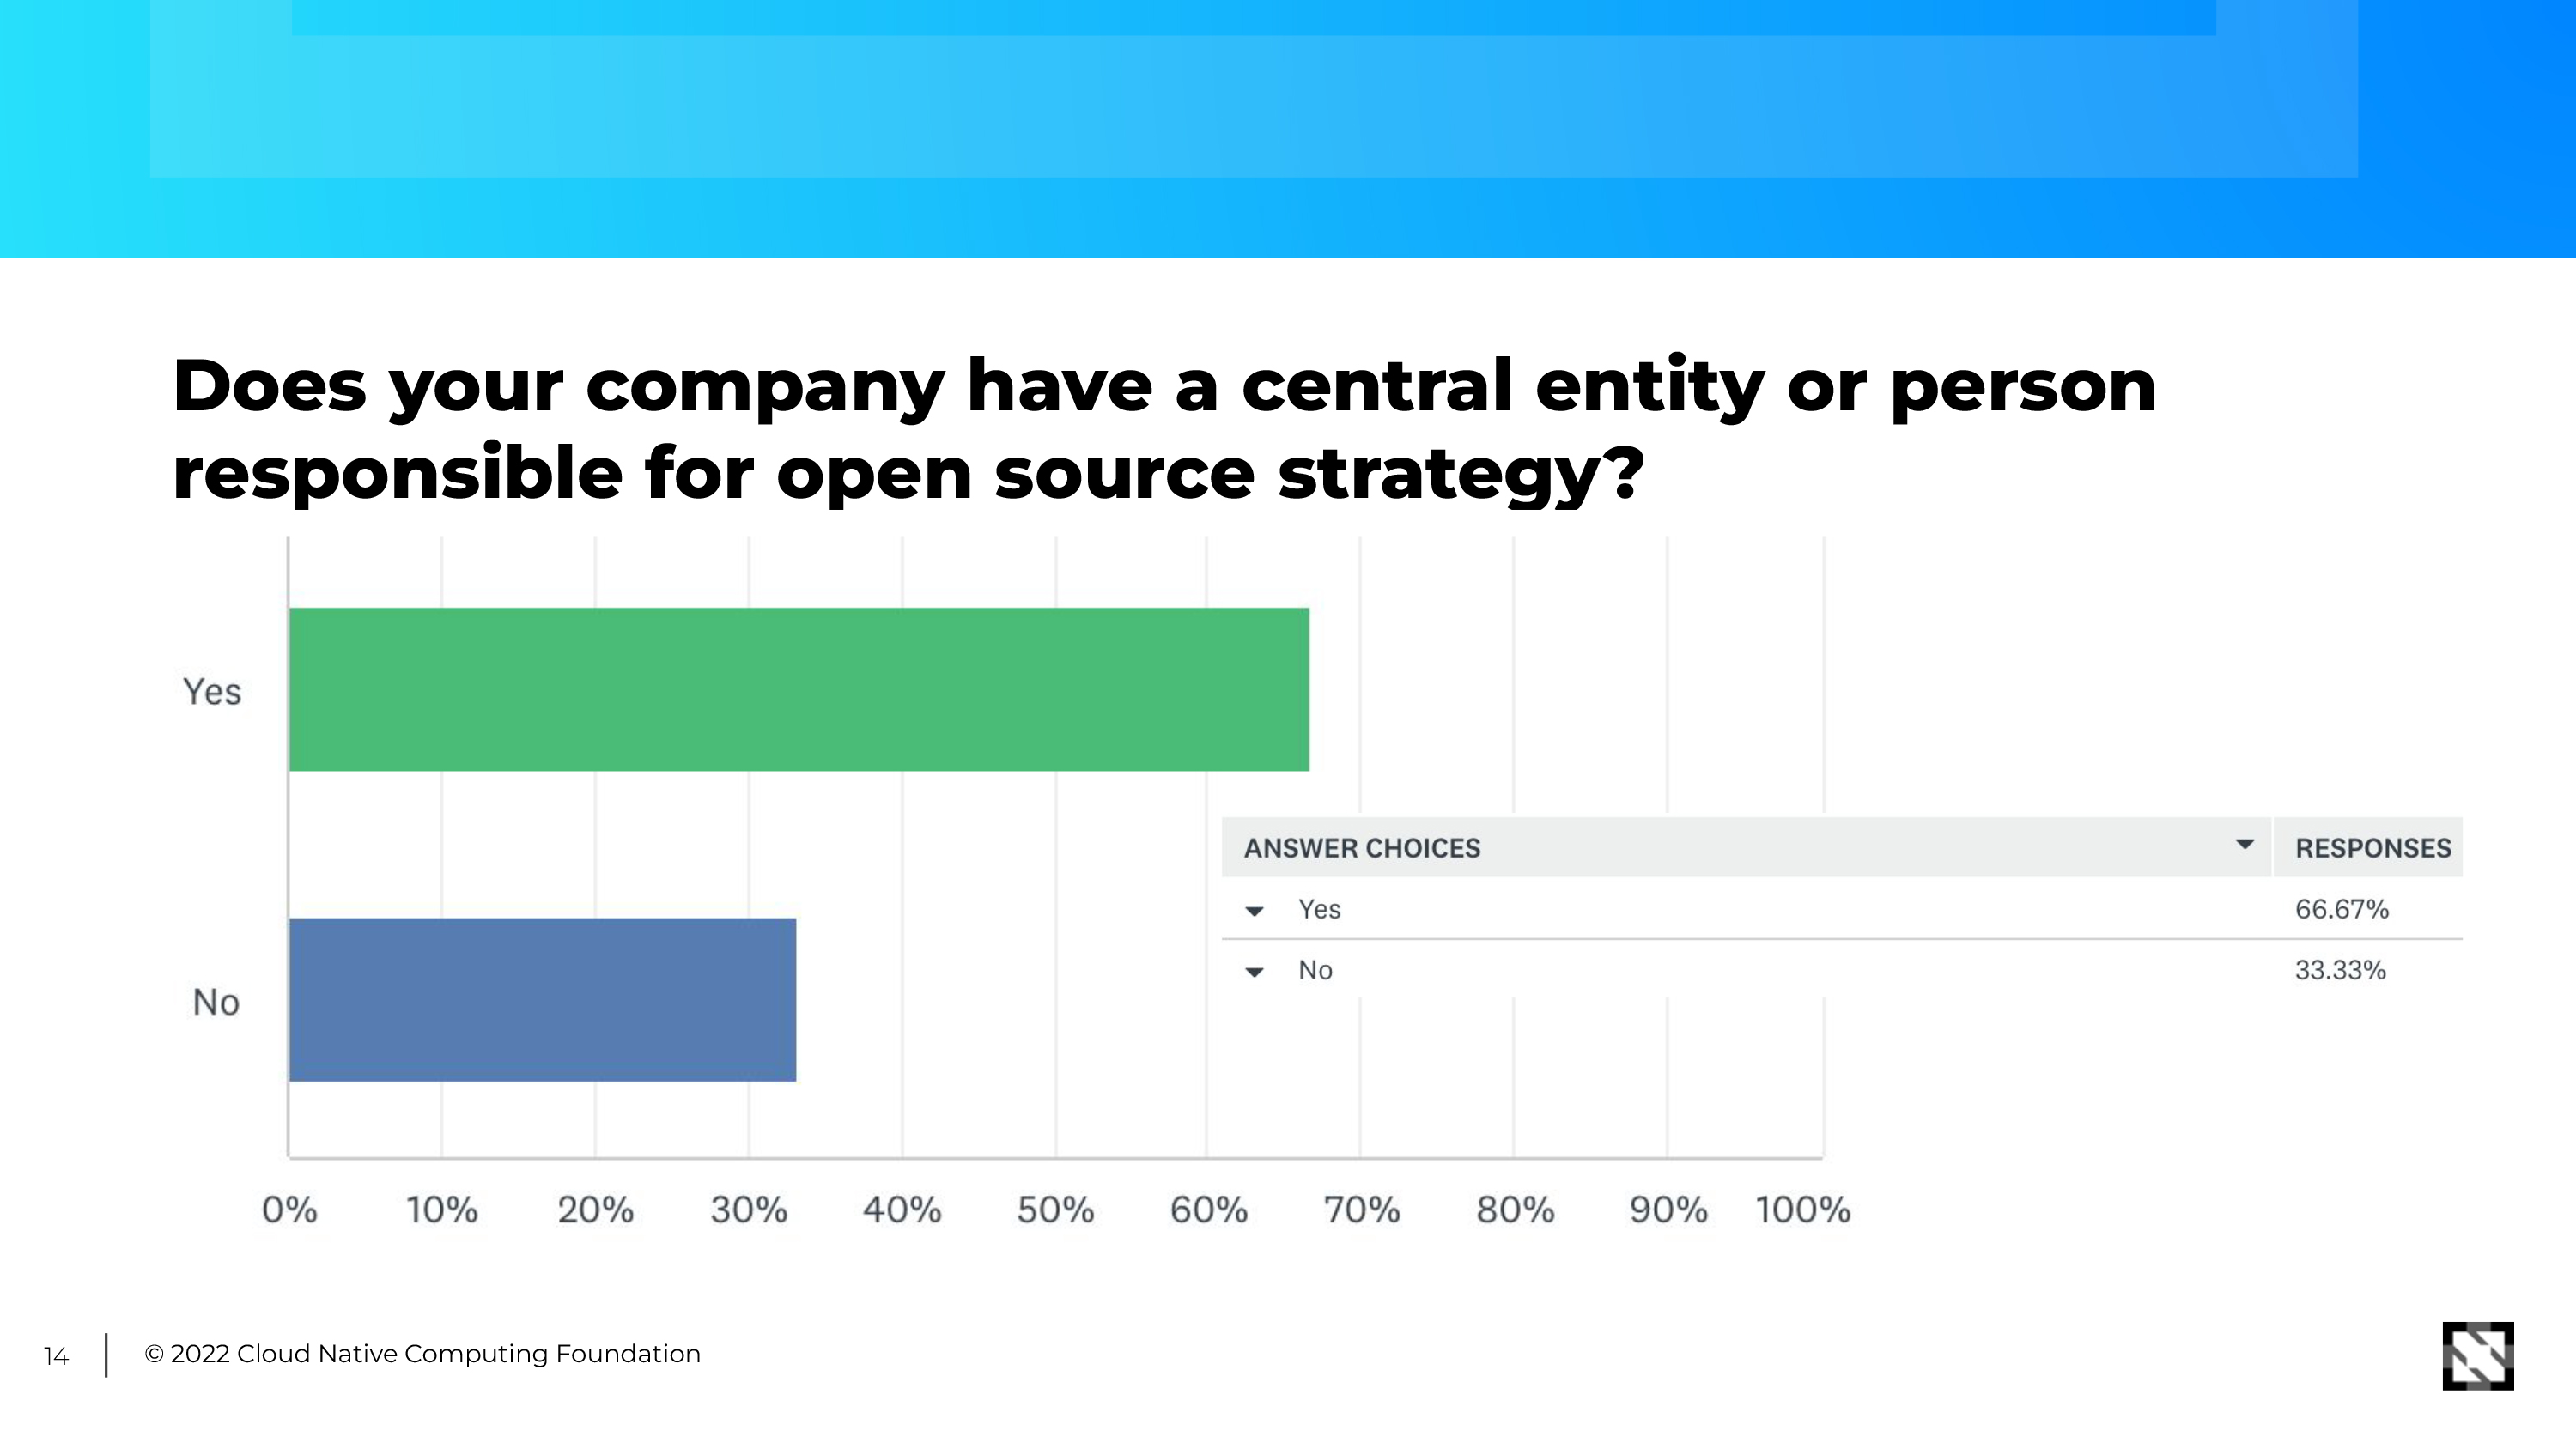 Does your company have a central entity or person
responsible for open source strategy?
Yes
No
ANSWER CHOICES RESPONSES
Yes 66.67%
No 33.33%
0% 10% 20% 30% 40% 50% 60% 70% 80% 90% 100%
14 © 2022 Cloud Native Computing Foundation